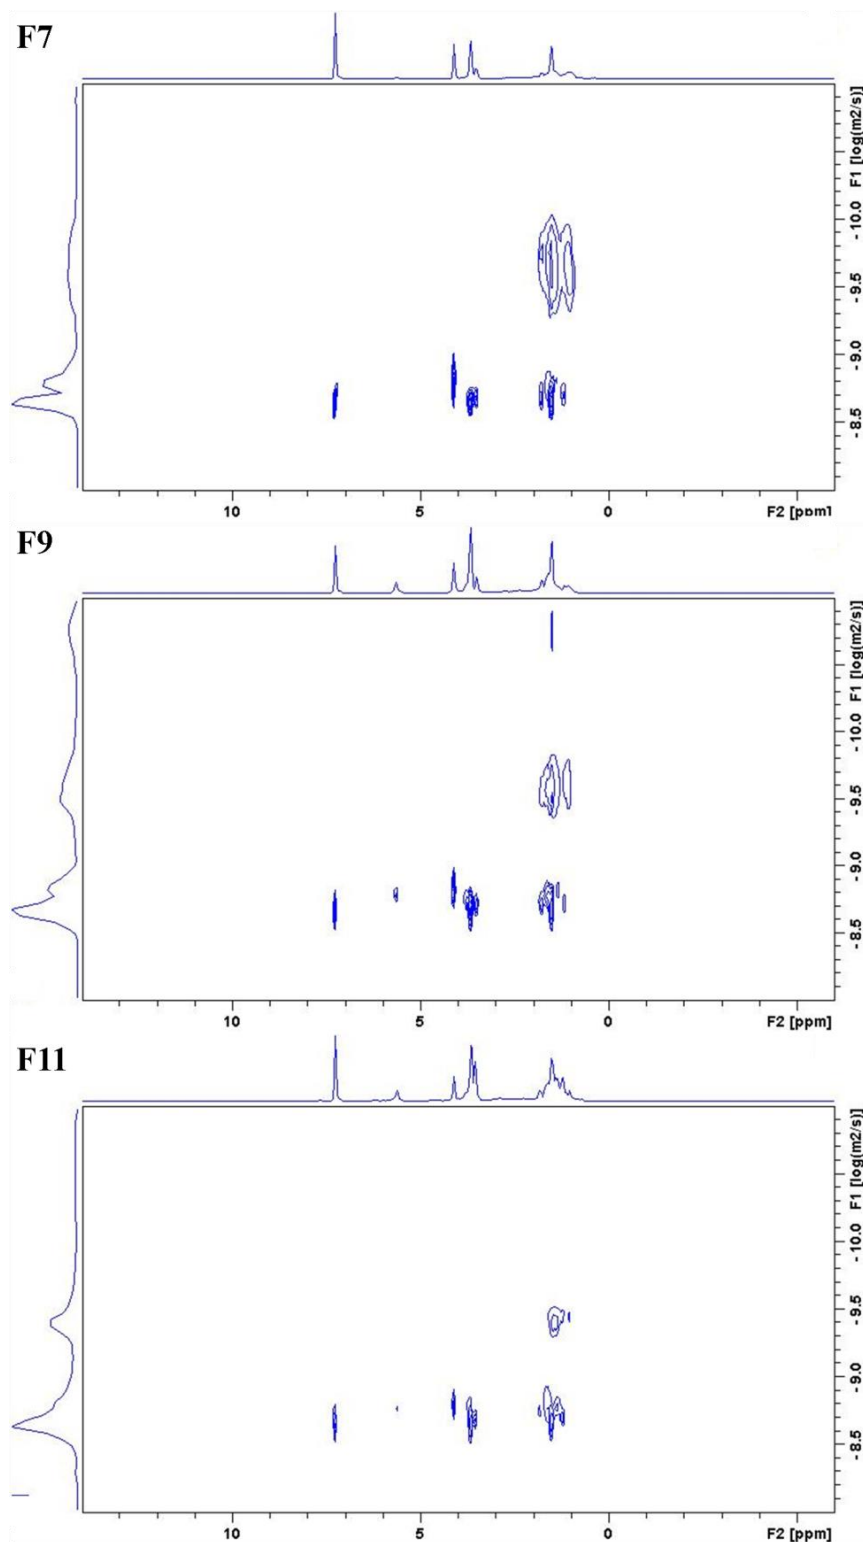 F7
F1 [log(m2/s)]
- 10.0
- 9.5
- 9.0
- 8.5
10 5 0 F2 [ppm]
F9
F1 [log(m2/s)]
- 10.0
- 9.5
- 9.0
- 8.5
10 5 0 F2 [ppm]
F11
F1 [log(m2/s)]
- 10.0
- 9.5
- 9.0
- 8.5
10 5 0 F2 [ppm]